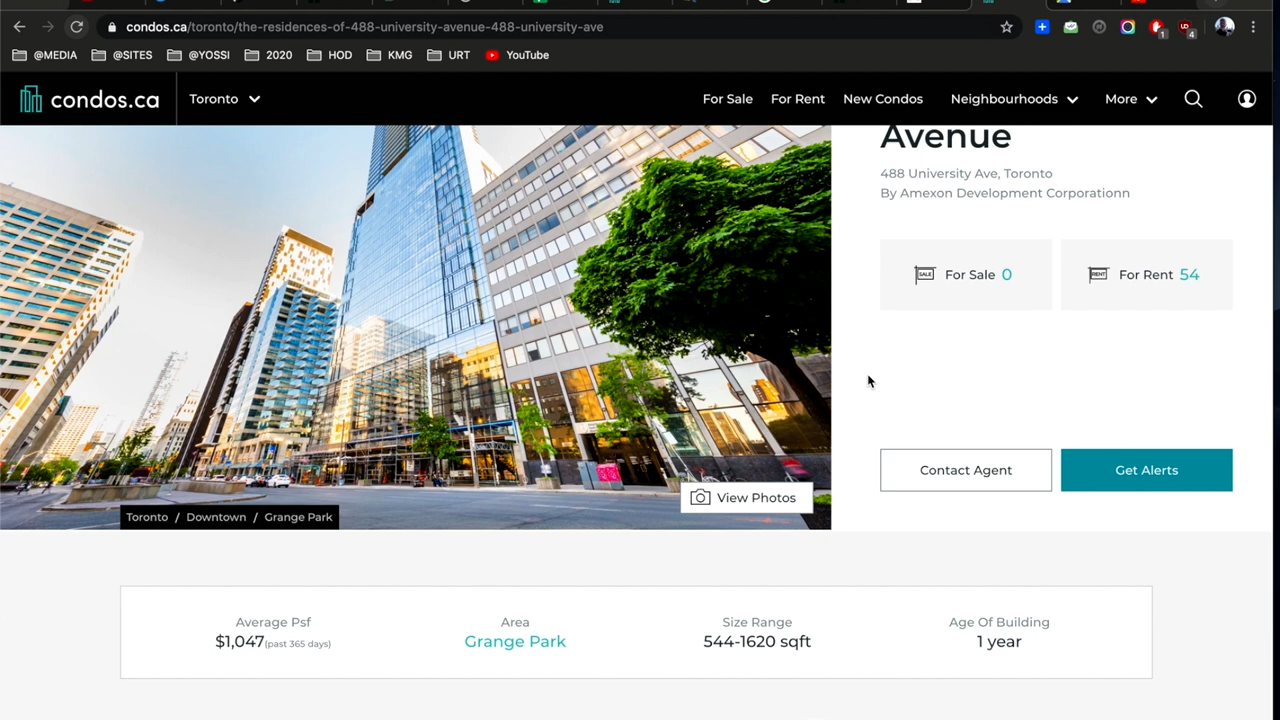 condos.ca/toronto/the-residences-of-488-university-avenue-488-university-ave
1
4
@MEDIA
@SITES
@YOSSI
2020
HOD
KMG
URT
YouTube
condos.ca
Toronto
For Sale
For Rent
New Condos
Neighbourhoods
More
Avenue
488 University Ave, Toronto
By Amexon Development Corporationn
SALE
For Sale 0
RENT
For Rent 54
Contact Agent
Get Alerts
View Photos
Toronto / Downtown / Grange Park
Average Psf
$1,047(past 365 days)
Area
Grange Park
Size Range
544-1620 sqft
Age Of Building
1 year